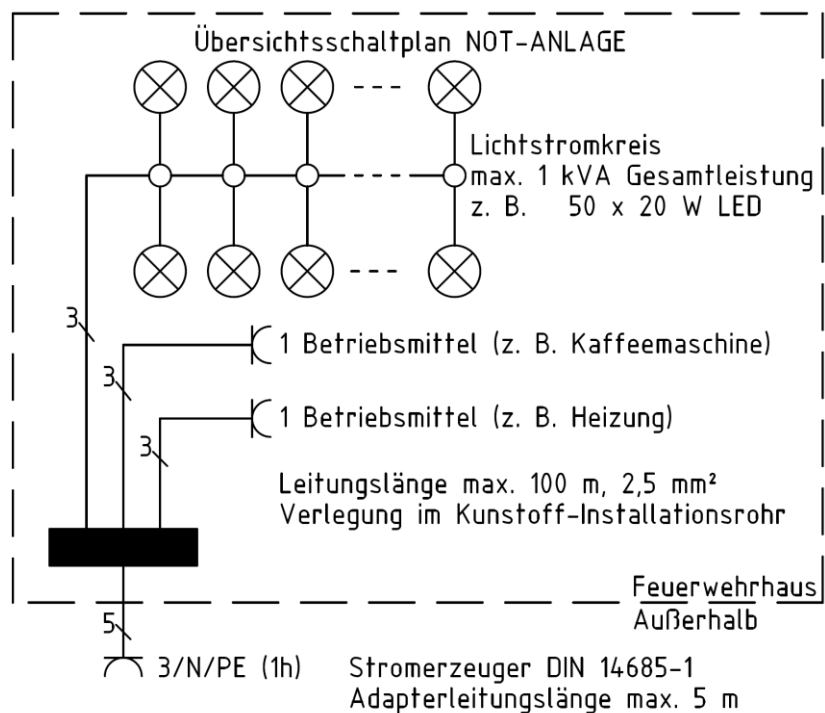 Übersichtsschaltplan NOT-ANLAGE
Lichtstromkreis
max. 1 kVA Gesamtleistung
z. B. 50 x 20 W LED
3
1 Betriebsmittel (z. B. Kaffeemaschine)
3
1 Betriebsmittel (z. B. Heizung)
3
Leitungslänge max. 100 m, 2,5 mm²
Verlegung im Kunstoff-Installationsrohr
Feuerwehrhaus
Außerhalb
5
3/N/PE (1h)
Stromerzeuger DIN 14685-1
Adapterleitungslänge max. 5 m